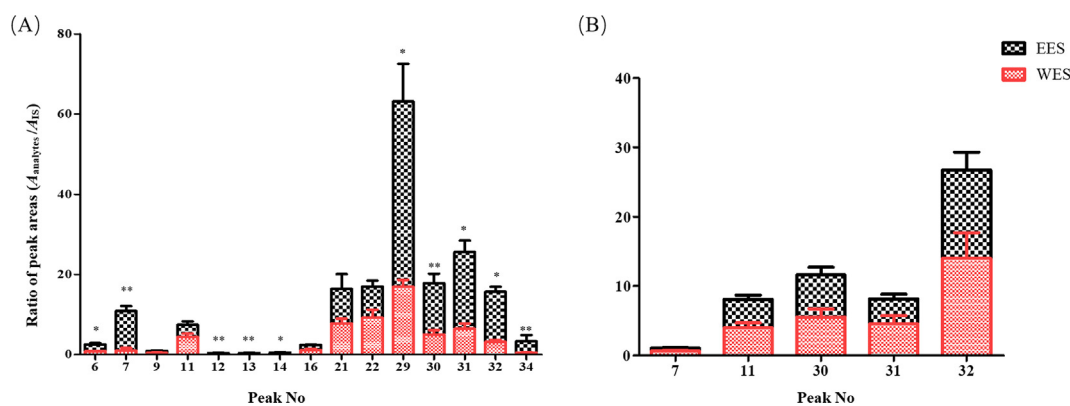 (A)
Ratio of peak areas (Aanalytes/AIS)
80
60
40
20
0
* ** ** ** * * ** * * **
6 7 9 11 12 13 14 16 21 22 29 30 31 32 34
Peak No
(B)
EES
WES
40
30
20
10
0
7 11 30 31 32
Peak No